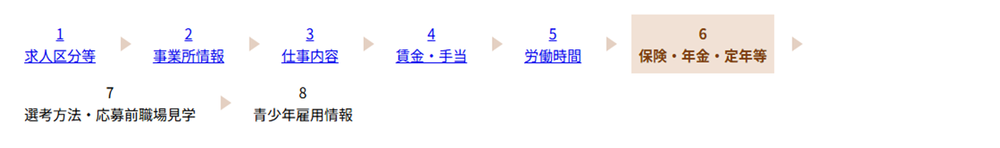 1 2 3 4 5 6
求人区分等 事業所情報 仕事内容 賃金・手当 労働時間 保険・年金・定年等
7 8
選考方法・応募前職場見学 青少年雇用情報